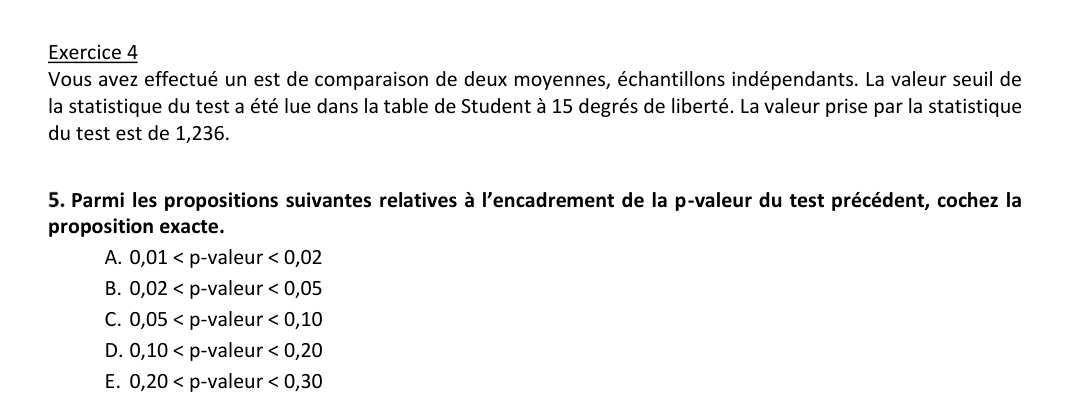 Exercice 4
Vous avez effectué un est de comparaison de deux moyennes, échantillons indépendants. La valeur seuil de
la statistique du test a été lue dans la table de Student à 15 degrés de liberté. La valeur prise par la statistique
du test est de 1,236.
5. Parmi les propositions suivantes relatives à l’encadrement de la p-valeur du test précédent, cochez la
proposition exacte.
A. 0,01 < p-valeur < 0,02
B. 0,02 < p-valeur < 0,05
C. 0,05 < p-valeur < 0,10
D. 0,10 < p-valeur < 0,20
E. 0,20 < p-valeur < 0,30